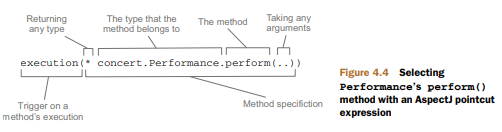 Returning
any type
The type that the
method belongs to
The method
Taking any
arguments
execution(* concert.Performance.perform(..))
Trigger on a
method's execution
Method specifiction
Figure 4.4 Selecting
Performance's perform()
method with an AspectJ pointcut
expression